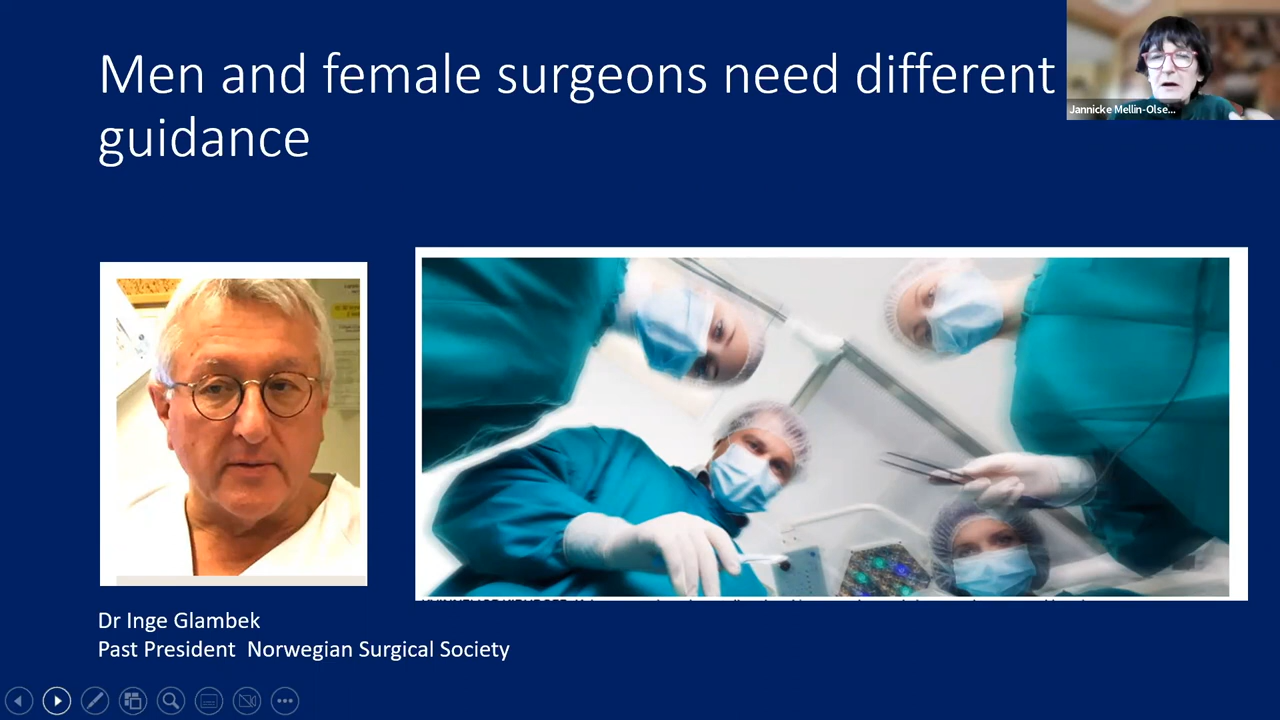 Men and female surgeons need different
guidance
Jannicke Mellin-Olse...
Dr Inge Glambek
Past President Norwegian Surgical Society